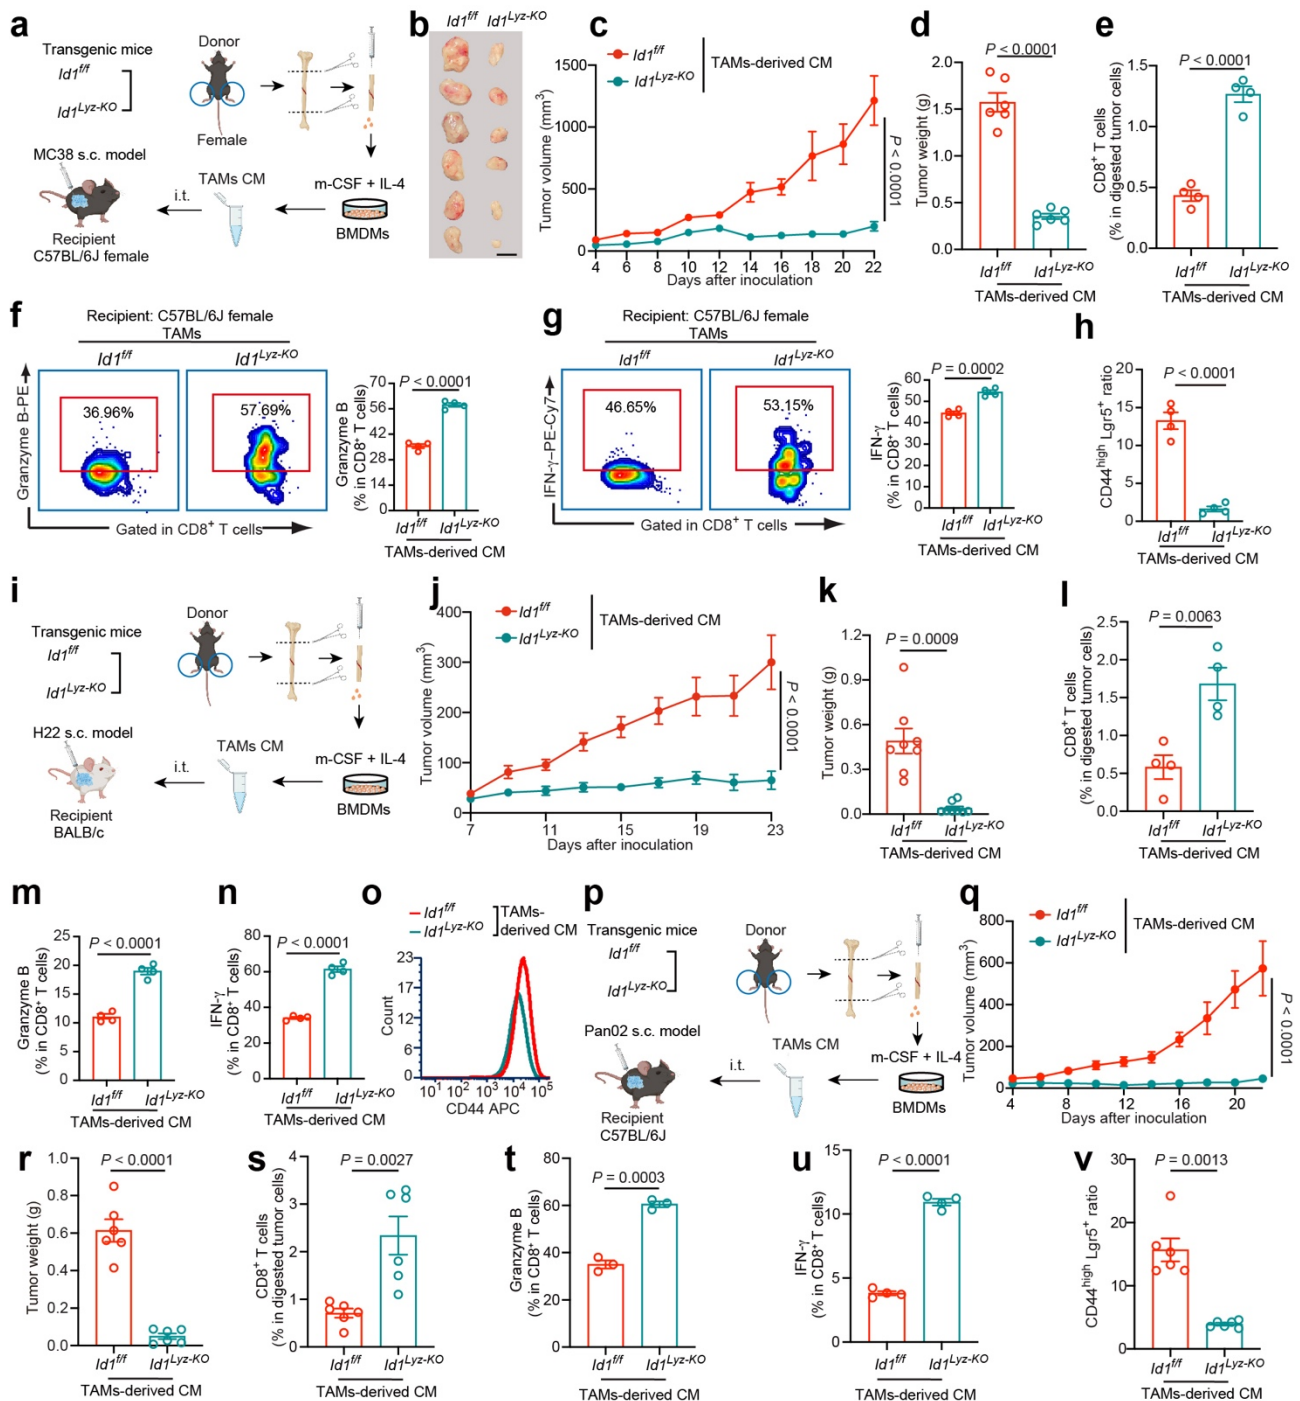 a
Transgenic mice
Id1f/f
Id1Lyz-KO
Donor
Female
MC38 s.c. model
i.t.
TAMs CM
m-CSF + IL-4
BMDMs
Recipient
C57BL/6J female
b
Id1f/f Id1Lyz-KO
c
Id1f/f
Id1Lyz-KO
TAMs-derived CM
Tumor volume (mm3)
1500
1000
500
0
4 6 8 10 12 14 16 18 20 22
Days after inoculation
P < 0.0001
d
P < 0.0001
Tumor weight (g)
2.0
1.5
1.0
0.5
0.0
Id1f/f Id1Lyz-KO
TAMs-derived CM
e
P < 0.0001
CD8+ T cells
(% in digested tumor cells)
1.5
1.0
0.5
0.0
Id1f/f Id1Lyz-KO
TAMs-derived CM
f
Recipient: C57BL/6J female
TAMs
Id1f/f Id1Lyz-KO
Granzyme B-PE
36.96% 57.69%
Gated in CD8+ T cells
P < 0.0001
Granzyme B
(% in CD8+ T cells)
70
56
42
28
14
0
Id1f/f Id1Lyz-KO
TAMs-derived CM
g
Recipient: C57BL/6J female
TAMs
Id1f/f Id1Lyz-KO
IFN-γ–PE-Cy7
46.65% 53.15%
Gated in CD8+ T cells
P = 0.0002
IFN-γ
(% in CD8+ T cells)
60
50
40
30
20
10
0
Id1f/f Id1Lyz-KO
TAMs-derived CM
h
P < 0.0001
CD44high Lgr5+ ratio
20
15
10
5
0
Id1f/f Id1Lyz-KO
TAMs-derived CM
i
Transgenic mice
Id1f/f
Id1Lyz-KO
Donor
H22 s.c. model
i.t.
TAMs CM
m-CSF + IL-4
BMDMs
Recipient
BALB/c
j
Id1f/f
Id1Lyz-KO
TAMs-derived CM
Tumor volume (mm3)
400
300
200
100
0
7 11 15 19 23
Days after inoculation
P < 0.0001
k
P = 0.0009
Tumor weight (g)
1.2
0.9
0.6
0.3
0.0
Id1f/f Id1Lyz-KO
TAMs-derived CM
l
P = 0.0063
CD8+ T cells
(% in digested tumor cells)
2.5
2.0
1.5
1.0
0.5
0.0
Id1f/f Id1Lyz-KO
TAMs-derived CM
m
P < 0.0001
Granzyme B
(% in CD8+ T cells)
25
20
15
10
5
0
Id1f/f Id1Lyz-KO
TAMs-derived CM
n
P < 0.0001
IFN-γ
(% in CD8+ T cells)
80
60
40
20
0
Id1f/f Id1Lyz-KO
TAMs-derived CM
o
Id1f/f
Id1Lyz-KO
TAMs-
derived CM
Count
23
17
12
6
0
101 102 103 104 105
CD44 APC
p
Transgenic mice
Id1f/f
Id1Lyz-KO
Donor
Pan02 s.c. model
i.t.
TAMs CM
m-CSF + IL-4
BMDMs
Recipient
C57BL/6J
q
Id1f/f
Id1Lyz-KO
TAMs-derived CM
Tumor volume (mm3)
800
600
400
200
0
4 8 12 16 20
Days after inoculation
P < 0.0001
r
P < 0.0001
Tumor weight (g)
1.0
0.8
0.6
0.4
0.2
0.0
Id1f/f Id1Lyz-KO
TAMs-derived CM
s
P = 0.0027
CD8+ T cells
(% in digested tumor cells)
4
3
2
1
0
Id1f/f Id1Lyz-KO
TAMs-derived CM
t
P = 0.0003
Granzyme B
(% in CD8+ T cells)
80
60
40
20
0
Id1f/f Id1Lyz-KO
TAMs-derived CM
u
P < 0.0001
IFN-γ
(% in CD8+ T cells)
15
10
5
0
Id1f/f Id1Lyz-KO
TAMs-derived CM
v
P = 0.0013
CD44high Lgr5+ ratio
30
20
10
0
Id1f/f Id1Lyz-KO
TAMs-derived CM